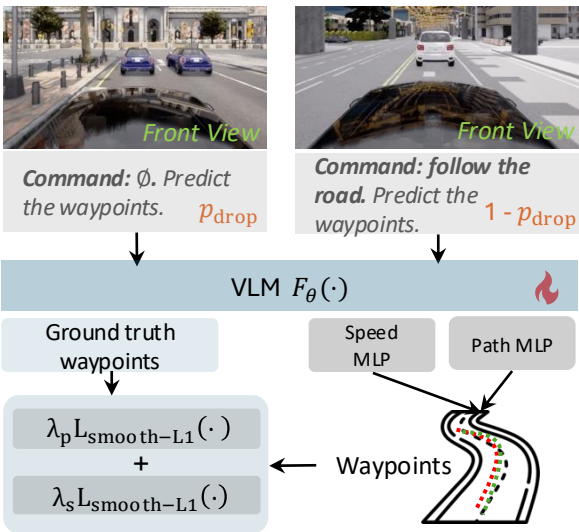 Front View
Front View
Command: ∅. Predict
the waypoints.
p_drop
Command: follow the
road. Predict the
waypoints.
1 - p_drop
VLM F_θ(·)
Ground truth
waypoints
Speed
MLP
Path MLP
λ_p L_smooth−L1(·)
+
λ_s L_smooth−L1(·)
Waypoints